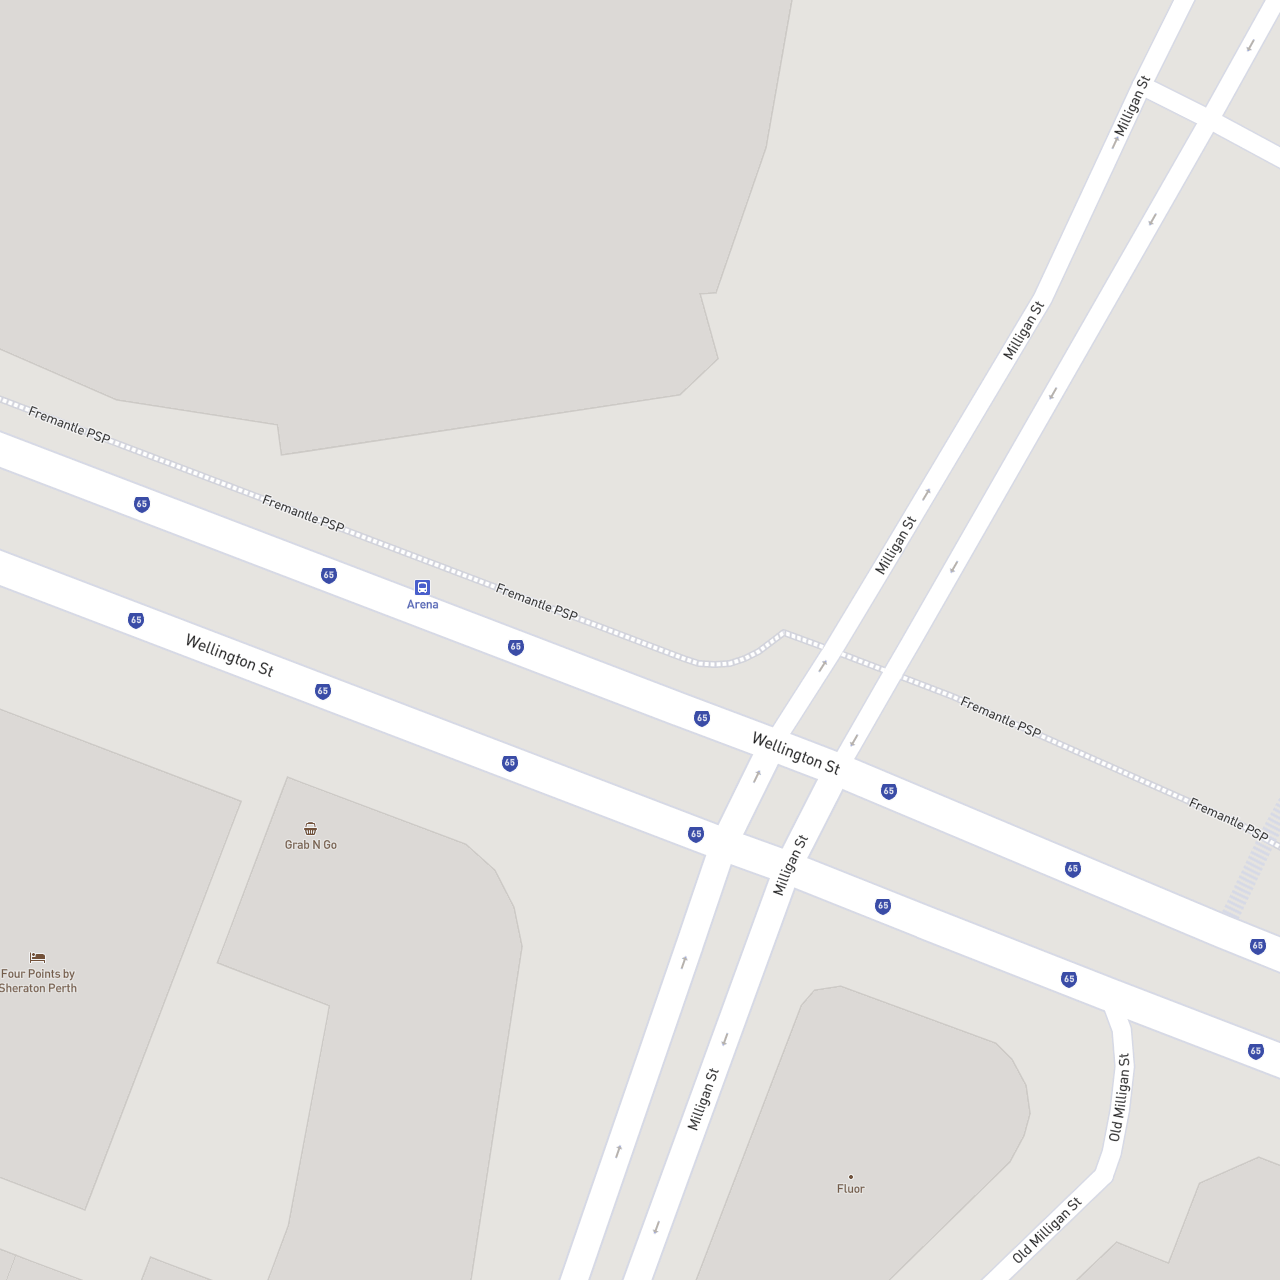 Milligan St
Milligan St
Fremantle PSP
65
Fremantle PSP
Milligan St
65
Arena
Fremantle PSP
65
Wellington St
65
65
65
Fremantle PSP
65
Wellington St
65
65
Fremantle PSP
65
Grab N Go
Milligan St
65
65
65
Four Points by
Sheraton Perth
65
65
Old Milligan St
Milligan St
Fluor
Old Milligan St